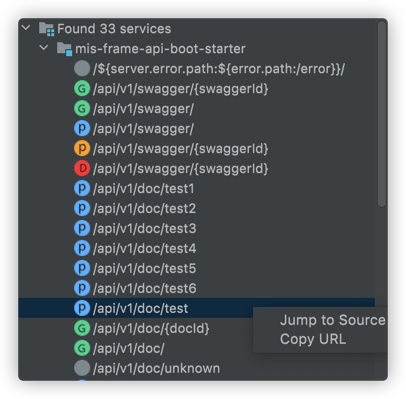 Found 33 services
mis-frame-api-boot-starter
/${server.error.path:${error.path:/error}}/
G /api/v1/swagger/{swaggerId}
G /api/v1/swagger/
p /api/v1/swagger/
p /api/v1/swagger/{swaggerId}
D /api/v1/swagger/{swaggerId}
p /api/v1/doc/test1
p /api/v1/doc/test2
p /api/v1/doc/test3
p /api/v1/doc/test4
p /api/v1/doc/test5
p /api/v1/doc/test6
p /api/v1/doc/test
Jump to Source
G /api/v1/doc/{docId}
Copy URL
G /api/v1/doc/
/api/v1/doc/unknown